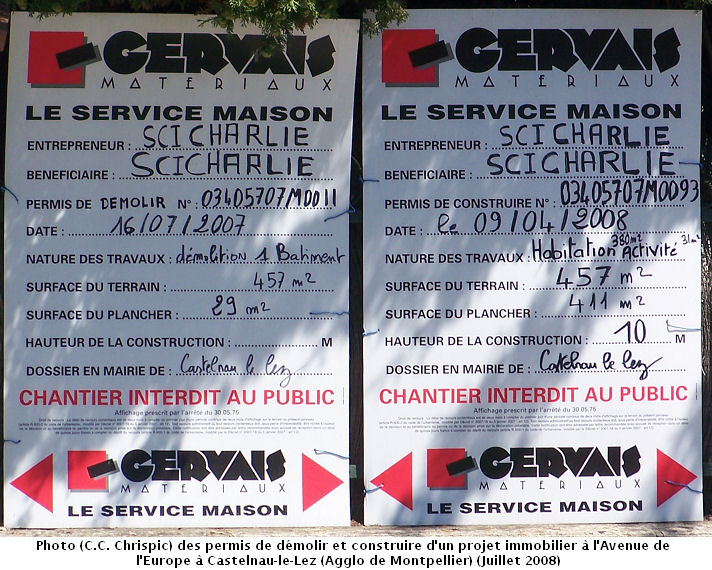 GERVAIS
MATERIAUX
LE SERVICE MAISON
ENTREPRENEUR : SCI CHARLIE
BENEFICIAIRE : SCI CHARLIE
PERMIS DE DEMOLIR N° : 03405707M0011
DATE : 16/07/2007
NATURE DES TRAVAUX : démolition 1 Batiment
SURFACE DU TERRAIN : 457 m²
SURFACE DU PLANCHER : 29 m²
HAUTEUR DE LA CONSTRUCTION : M
DOSSIER EN MAIRIE DE : Castelnau le lez
CHANTIER INTERDIT AU PUBLIC
Affichage prescrit par l'arrêté du 30.05.75
GERVAIS
MATERIAUX
LE SERVICE MAISON
GERVAIS
MATERIAUX
LE SERVICE MAISON
ENTREPRENEUR : SCI CHARLIE
BENEFICIAIRE : SCI CHARLIE
PERMIS DE CONSTRUIRE N° : 03405707M0093
DATE : le 09/04/2008
NATURE DES TRAVAUX : Habitation 380m² Activité 31m²
SURFACE DU TERRAIN : 457 m²
SURFACE DU PLANCHER : 411 m²
HAUTEUR DE LA CONSTRUCTION : 10 M
DOSSIER EN MAIRIE DE : Castelnau le lez
CHANTIER INTERDIT AU PUBLIC
Affichage prescrit par l'arrêté du 30.05.75
GERVAIS
MATERIAUX
LE SERVICE MAISON
Photo (C.C. Chrispic) des permis de démolir et construire d'un projet immobilier à l'Avenue de
l'Europe à Castelnau-le-Lez (Agglo de Montpellier) (Juillet 2008)